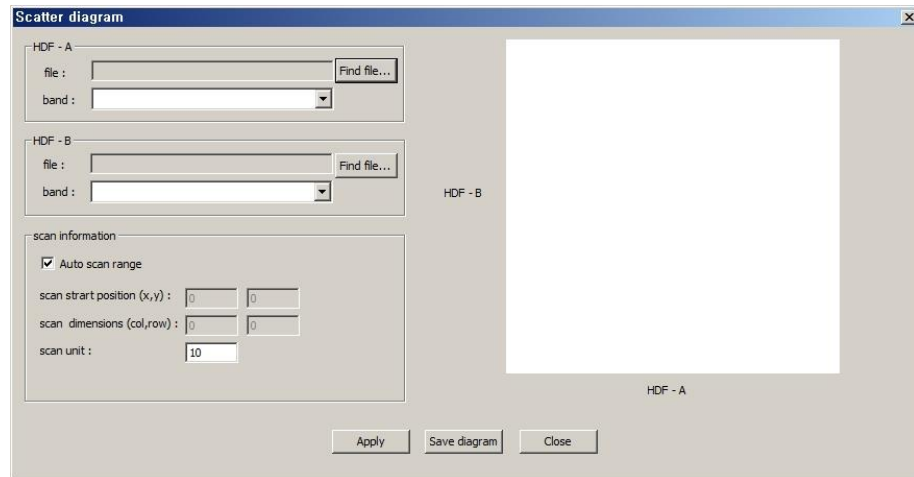 Scatter diagram
HDF - A
file :
Find file...
band :
HDF - B
file :
Find file...
band :
scan information
Auto scan range
scan strart position (x,y) : 0 0
scan dimensions (col,row) : 0 0
scan unit : 10
HDF - B
HDF - A
Apply Save diagram Close